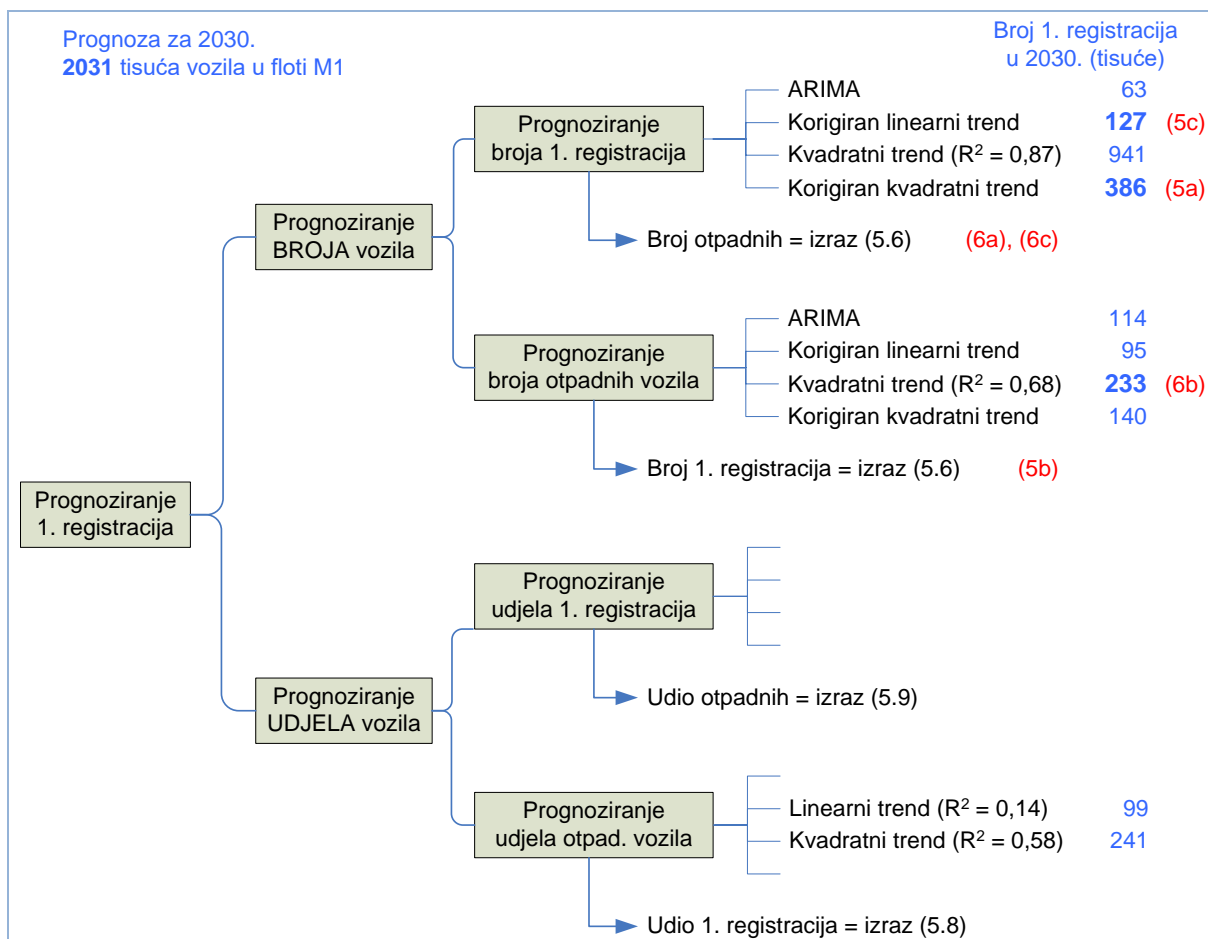 Prognoza za 2030.
2031 tisuća vozila u floti M1
Broj 1. registracija
u 2030. (tisuće)
Prognoziranje
1. registracija
Prognoziranje
BROJA vozila
Prognoziranje
broja 1. registracija
ARIMA 63
Korigiran linearni trend 127 (5c)
Kvadratni trend (R² = 0,87) 941
Korigiran kvadratni trend 386 (5a)
Broj otpadnih = izraz (5.6) (6a), (6c)
Prognoziranje
broja otpadnih vozila
ARIMA 114
Korigiran linearni trend 95
Kvadratni trend (R² = 0,68) 233 (6b)
Korigiran kvadratni trend 140
Broj 1. registracija = izraz (5.6) (5b)
Prognoziranje
UDJELA vozila
Prognoziranje
udjela 1. registracija
Udio otpadnih = izraz (5.9)
Prognoziranje
udjela otpad. vozila
Linearni trend (R² = 0,14) 99
Kvadratni trend (R² = 0,58) 241
Udio 1. registracija = izraz (5.8)